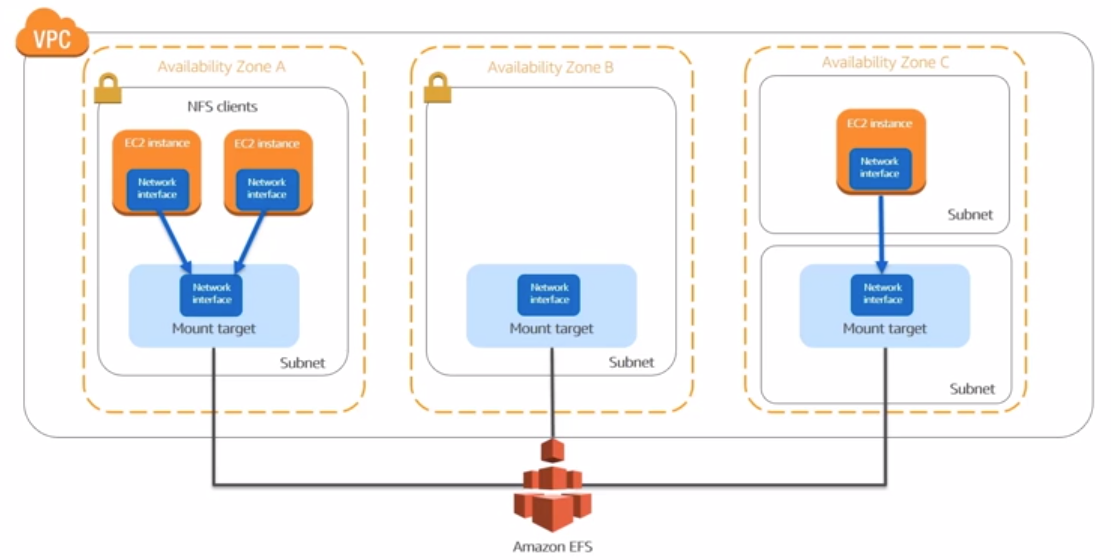 VPC
Availability Zone A
NFS clients
EC2 instance
Network
interface
EC2 instance
Network
interface
Network
interface
Mount target
Subnet
Availability Zone B
Network
interface
Mount target
Subnet
Availability Zone C
EC2 instance
Network
interface
Subnet
Network
interface
Mount target
Subnet
Amazon EFS